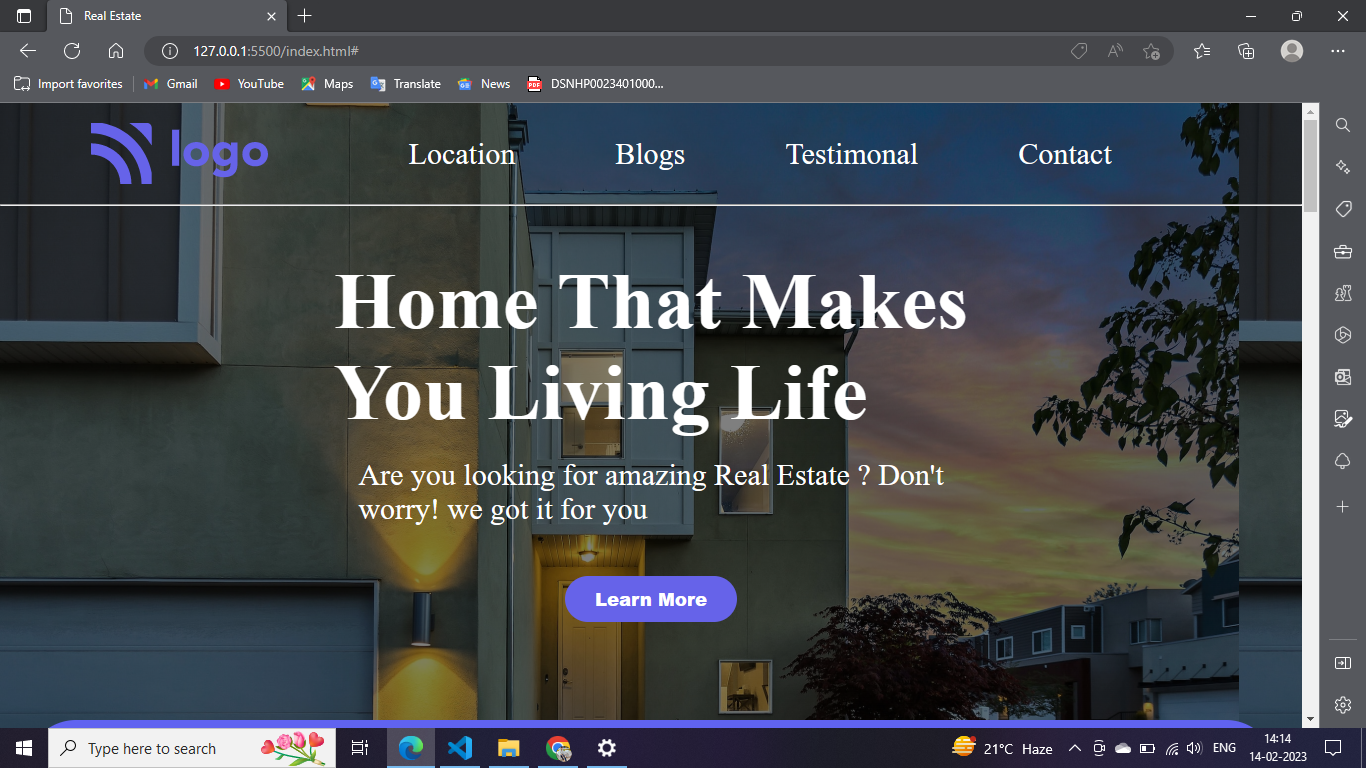 Real Estate
127.0.0.1:5500/index.html#
Import favorites Gmail YouTube Maps Translate News DSNHP0023401000...
logo Location Blogs Testimonal Contact
Home That Makes
You Living Life
Are you looking for amazing Real Estate ? Don't
worry! we got it for you
Learn More
Type here to search 21°C Haze ENG 14:14
14-02-2023